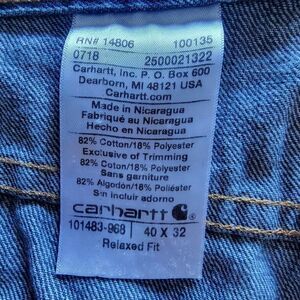 RN# 14806 100135
0718 2500021322
Carhartt, Inc. P. O. Box 600
Dearborn, MI 48121 USA
Carhartt.com
Made in Nicaragua
Fabriqué au Nicaragua
Hecho en Nicaragua
82% Cotton/18% Polyester
Exclusive of Trimming
82% Coton/18% Polyester
Sans garniture
82% Algodon/18% Poliéster
Sin incluir adorno
carhartt
101483-968 40 X 32
Relaxed Fit